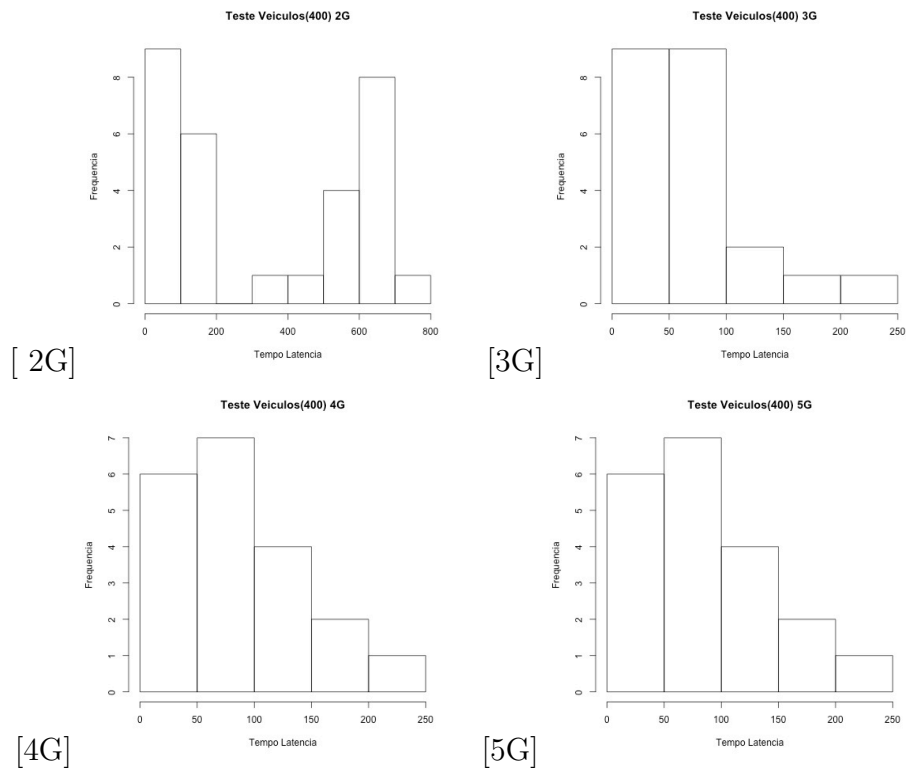 Teste Veiculos(400) 2G
Frequencia
0 2 4 6 8
0 200 400 600 800
Tempo Latencia
[ 2G]
Teste Veiculos(400) 3G
Frequencia
0 2 4 6 8
0 50 100 150 200 250
Tempo Latencia
[3G]
Teste Veiculos(400) 4G
Frequencia
0 1 2 3 4 5 6 7
0 50 100 150 200 250
Tempo Latencia
[4G]
Teste Veiculos(400) 5G
Frequencia
0 1 2 3 4 5 6 7
0 50 100 150 200 250
Tempo Latencia
[5G]